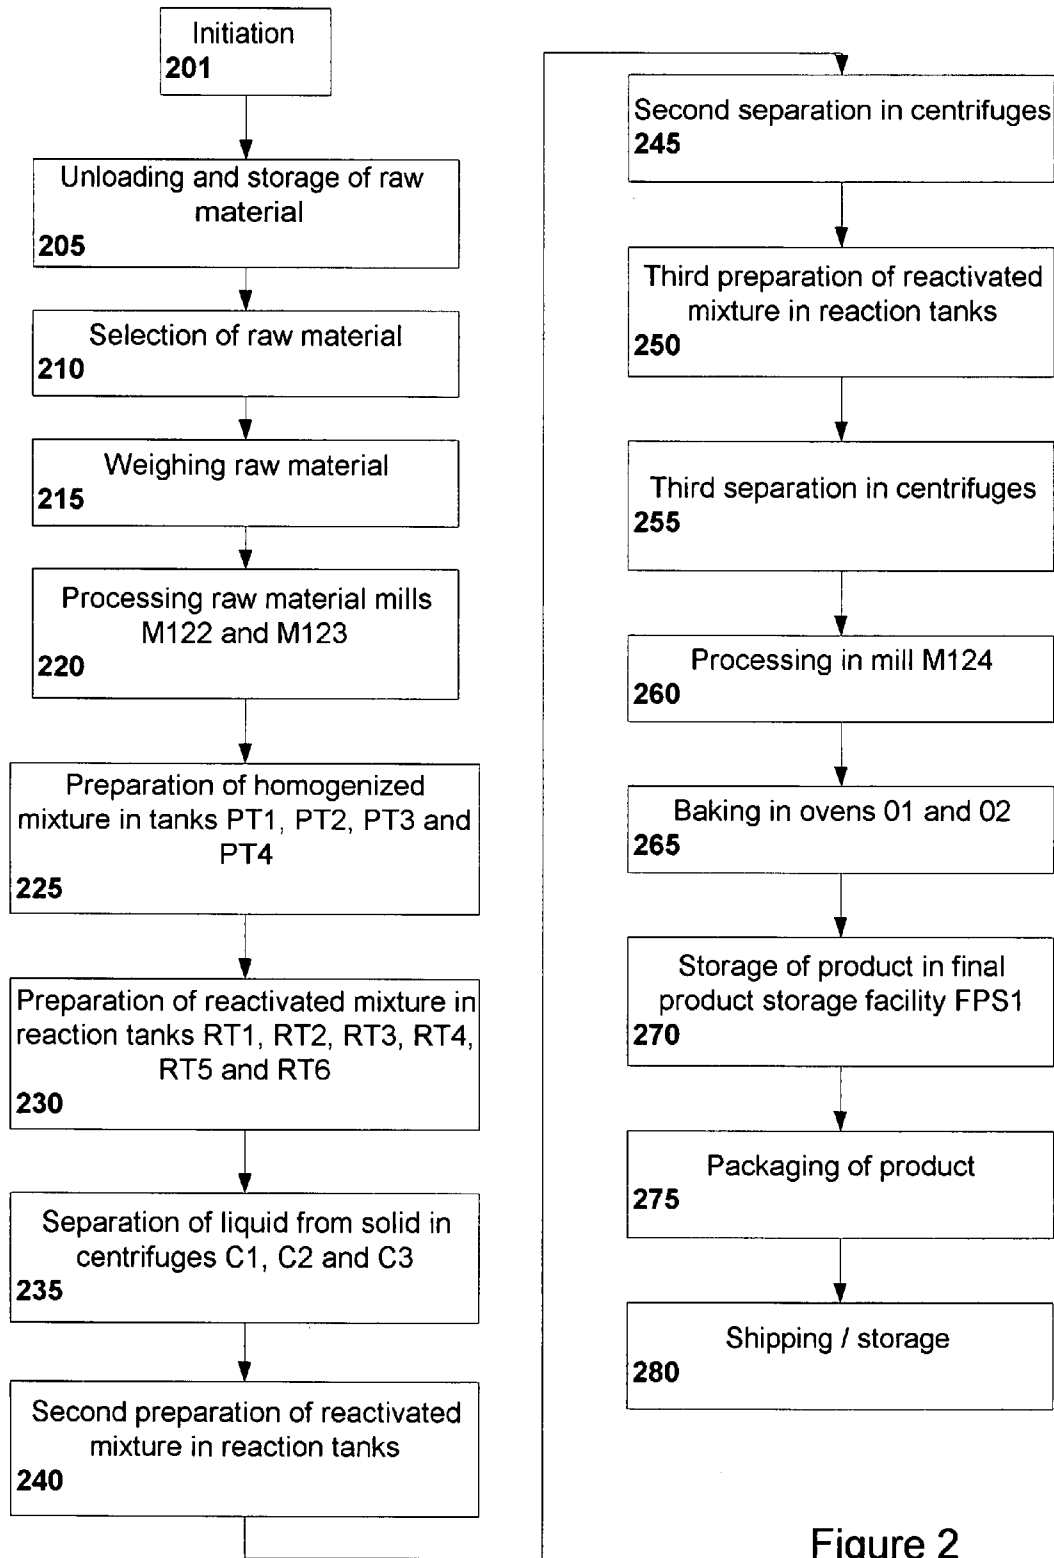 Initiation
201
Unloading and storage of raw
material
205
Selection of raw material
210
Weighing raw material
215
Processing raw material mills
M122 and M123
220
Preparation of homogenized
mixture in tanks PT1, PT2, PT3 and
PT4
225
Preparation of reactivated mixture in
reaction tanks RT1, RT2, RT3, RT4,
RT5 and RT6
230
Separation of liquid from solid in
centrifuges C1, C2 and C3
235
Second preparation of reactivated
mixture in reaction tanks
240
Second separation in centrifuges
245
Third preparation of reactivated
mixture in reaction tanks
250
Third separation in centrifuges
255
Processing in mill M124
260
Baking in ovens 01 and 02
265
Storage of product in final
product storage facility FPS1
270
Packaging of product
275
Shipping / storage
280
Figure 2